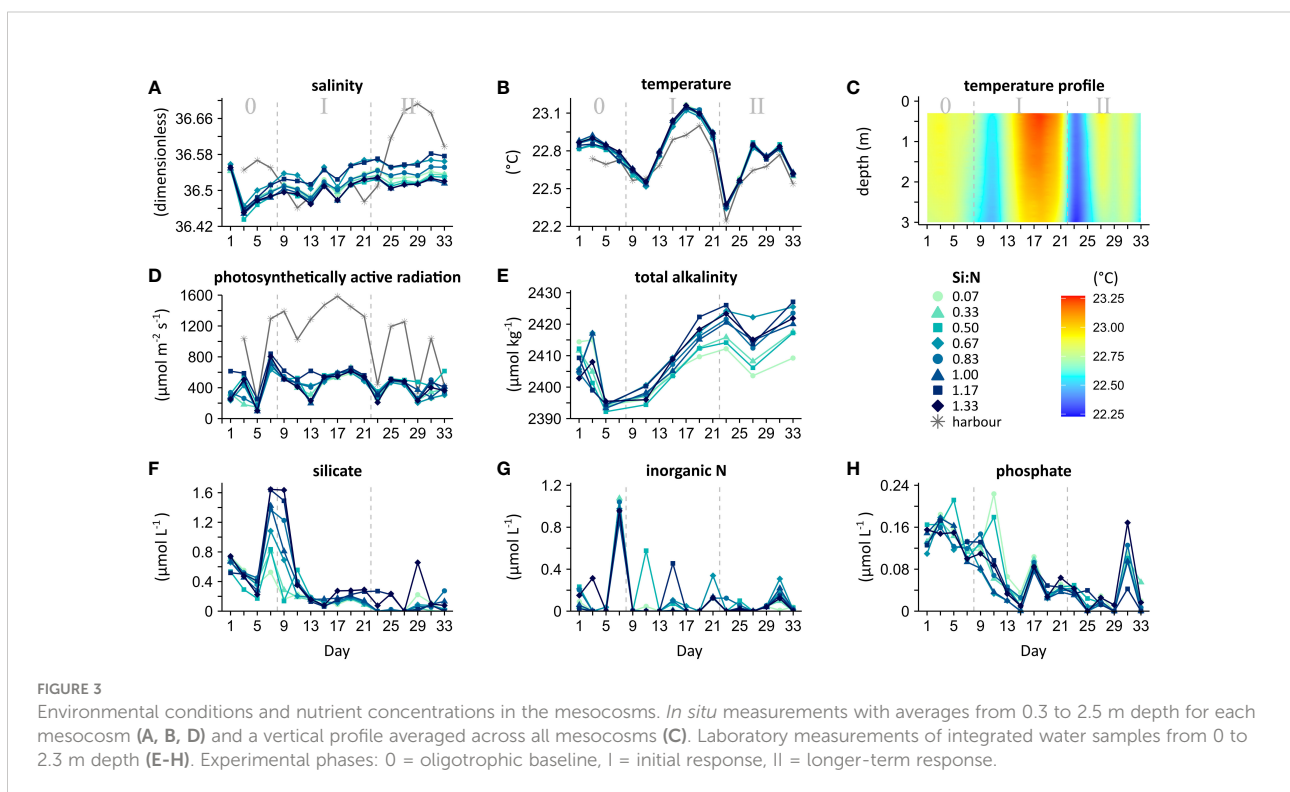 A salinity
B temperature
C temperature profile
0 I II
0 I II
0 I II
(dimensionless)
36.66
36.58
36.5
36.42
1 5 9 13 17 21 25 29 33
(°C)
23.1
22.8
22.5
22.2
1 5 9 13 17 21 25 29 33
depth (m)
0
1
2
3
1 5 9 13 17 21 25 29 33
D photosynthetically active radiation
(µmol m⁻² s⁻¹)
1600
1200
800
400
0
1 5 9 13 17 21 25 29 33
E total alkalinity
(µmol kg⁻¹)
2430
2420
2410
2400
2390
1 5 9 13 17 21 25 29 33
Si:N
0.07
0.33
0.50
0.67
0.83
1.00
1.17
1.33
harbour
(°C)
23.25
23.00
22.75
22.50
22.25
F silicate
(µmol L⁻¹)
1.6
1.2
0.8
0.4
0
1 5 9 13 17 21 25 29 33
Day
G inorganic N
(µmol L⁻¹)
1.2
0.8
0.4
0
1 5 9 13 17 21 25 29 33
Day
H phosphate
(µmol L⁻¹)
0.24
0.16
0.08
0
1 5 9 13 17 21 25 29 33
Day
FIGURE 3
Environmental conditions and nutrient concentrations in the mesocosms. In situ measurements with averages from 0.3 to 2.5 m depth for each
mesocosm (A, B, D) and a vertical profile averaged across all mesocosms (C). Laboratory measurements of integrated water samples from 0 to
2.3 m depth (E-H). Experimental phases: 0 = oligotrophic baseline, I = initial response, II = longer-term response.